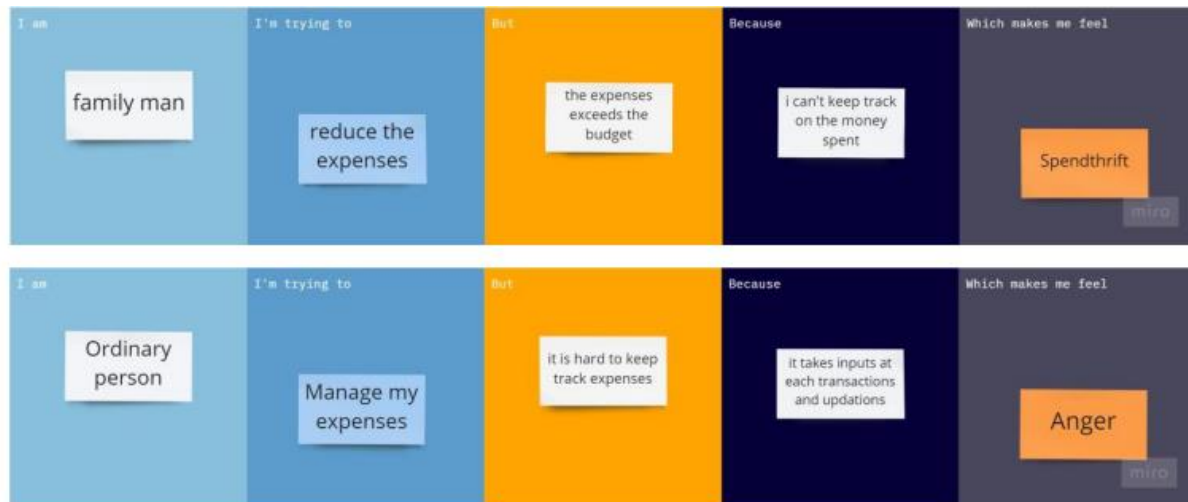 I am
I'm trying to
But
Because
Which makes me feel
family man
reduce the
expenses
the expenses
exceeds the
budget
i can't keep track
on the money
spent
Spendthrift
miro
I am
I'm trying to
But
Because
Which makes me feel
Ordinary
person
Manage my
expenses
it is hard to keep
track expenses
it takes inputs at
each transactions
and updations
Anger
miro